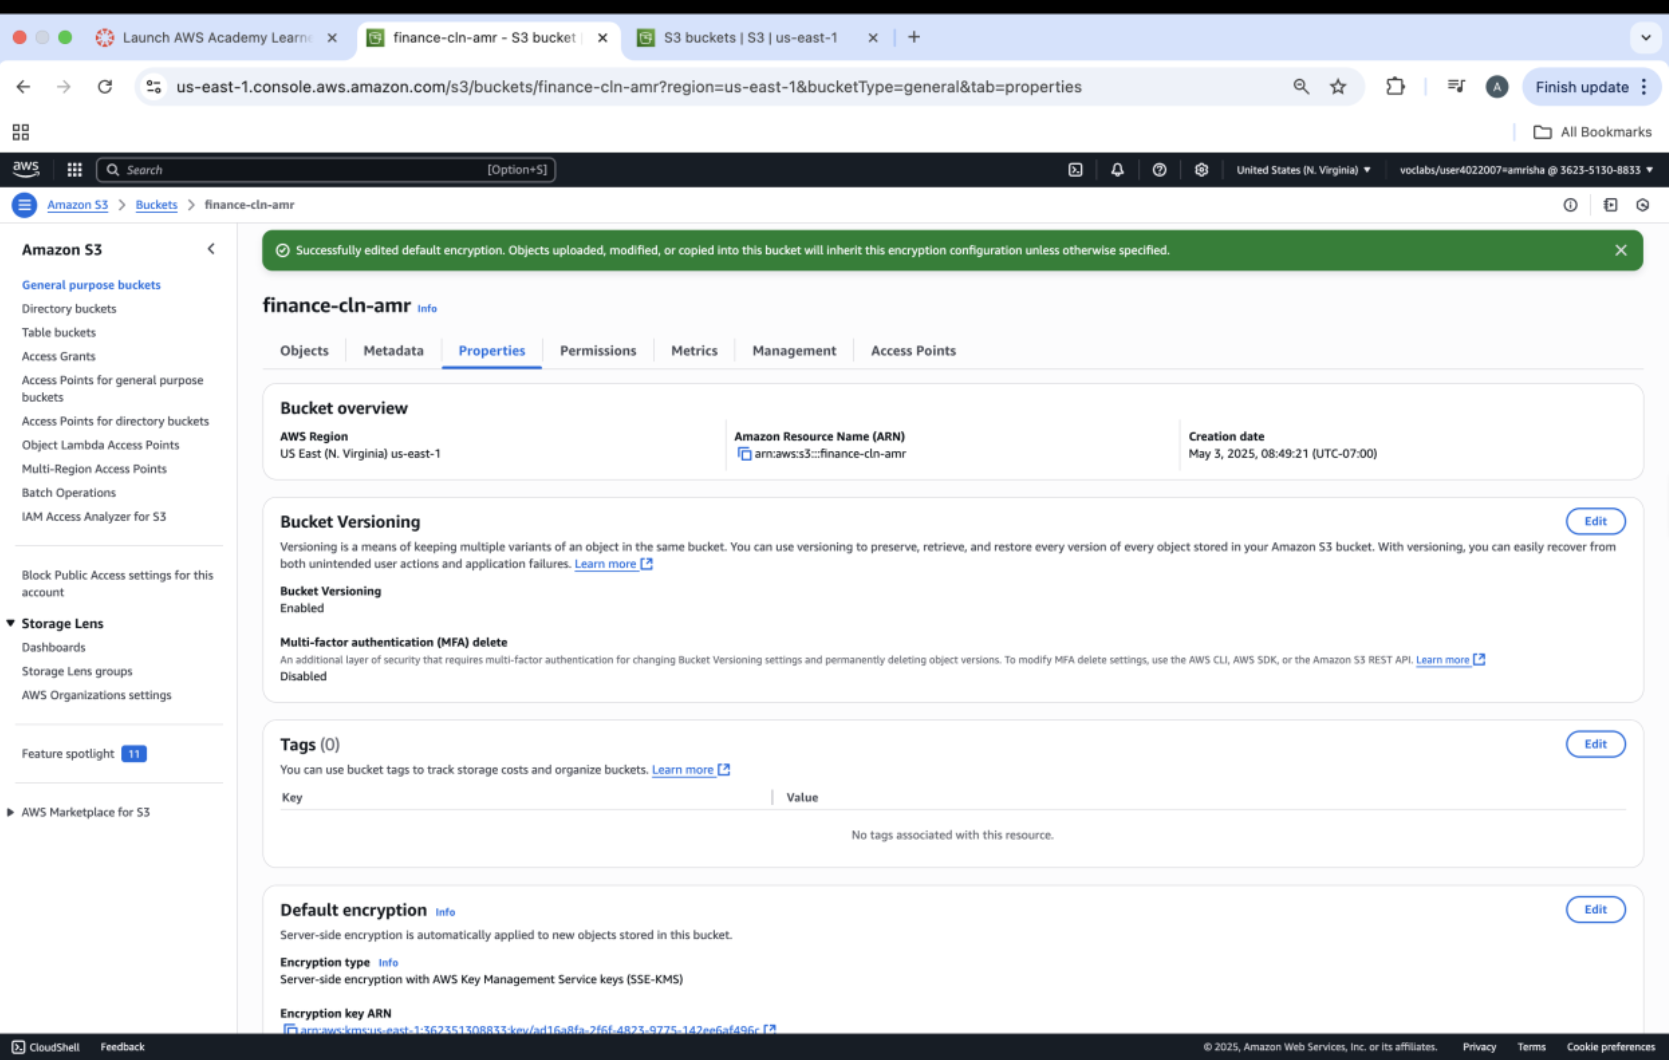 Launch AWS Academy Learne
finance-cln-amr - S3 bucket
S3 buckets | S3 | us-east-1
us-east-1.console.aws.amazon.com/s3/buckets/finance-cln-amr?region=us-east-1&bucketType=general&tab=properties
A
Finish update
All Bookmarks
aws
Search
[Option+S]
United States (N. Virginia)
voclabs/user4022007=amrisha @ 3623-5130-8833
Amazon S3 > Buckets > finance-cln-amr
Amazon S3
General purpose buckets
Directory buckets
Table buckets
Access Grants
Access Points for general purpose
buckets
Access Points for directory buckets
Object Lambda Access Points
Multi-Region Access Points
Batch Operations
IAM Access Analyzer for S3
Block Public Access settings for this
account
Storage Lens
Dashboards
Storage Lens groups
AWS Organizations settings
Feature spotlight 11
AWS Marketplace for S3
Successfully edited default encryption. Objects uploaded, modified, or copied into this bucket will inherit this encryption configuration unless otherwise specified.
finance-cln-amr Info
Objects
Metadata
Properties
Permissions
Metrics
Management
Access Points
Bucket overview
AWS Region
US East (N. Virginia) us-east-1
Amazon Resource Name (ARN)
arn:aws:s3:::finance-cln-amr
Creation date
May 3, 2025, 08:49:21 (UTC-07:00)
Bucket Versioning
Edit
Versioning is a means of keeping multiple variants of an object in the same bucket. You can use versioning to preserve, retrieve, and restore every version of every object stored in your Amazon S3 bucket. With versioning, you can easily recover from
both unintended user actions and application failures. Learn more
Bucket Versioning
Enabled
Multi-factor authentication (MFA) delete
An additional layer of security that requires multi-factor authentication for changing Bucket Versioning settings and permanently deleting object versions. To modify MFA delete settings, use the AWS CLI, AWS SDK, or the Amazon S3 REST API. Learn more
Disabled
Tags (0)
Edit
You can use bucket tags to track storage costs and organize buckets. Learn more
Key
Value
No tags associated with this resource.
Default encryption Info
Edit
Server-side encryption is automatically applied to new objects stored in this bucket.
Encryption type Info
Server-side encryption with AWS Key Management Service keys (SSE-KMS)
Encryption key ARN
arn:aws:kms:us-east-1:362351308833:key/ad16a8fa-2f6f-4823-9775-142ee6af496c
CloudShell
Feedback
© 2025, Amazon Web Services, Inc. or its affiliates.
Privacy
Terms
Cookie preferences